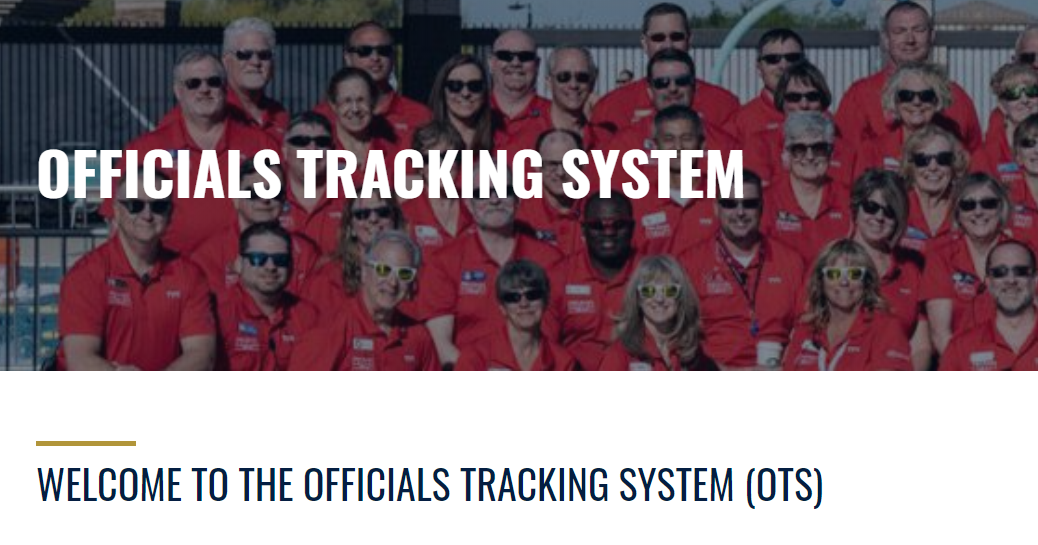 OFFICIALS TRACKING SYSTEM
WELCOME TO THE OFFICIALS TRACKING SYSTEM (OTS)